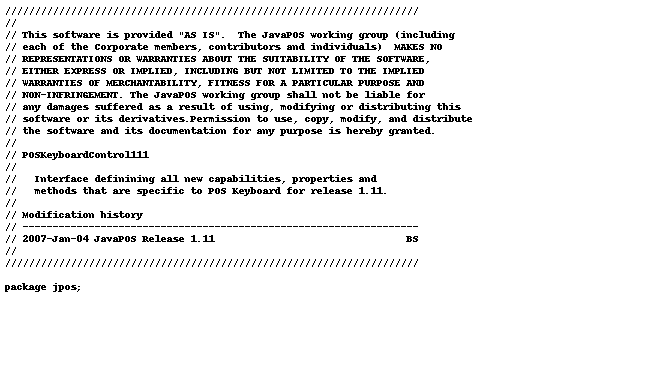 //////////////////////////////////////////////////////////////////////
//
// This software is provided "AS IS".  The JavaPOS working group (including
// each of the Corporate members, contributors and individuals)  MAKES NO
// REPRESENTATIONS OR WARRANTIES ABOUT THE SUITABILITY OF THE SOFTWARE,
// EITHER EXPRESS OR IMPLIED, INCLUDING BUT NOT LIMITED TO THE IMPLIED
// WARRANTIES OF MERCHANTABILITY, FITNESS FOR A PARTICULAR PURPOSE AND
// NON-INFRINGEMENT. The JavaPOS working group shall not be liable for
// any damages suffered as a result of using, modifying or distributing this
// software or its derivatives.Permission to use, copy, modify, and distribute
// the software and its documentation for any purpose is hereby granted.
//
// POSKeyboardControl111
//
//   Interface definining all new capabilities, properties and
//   methods that are specific to POS Keyboard for release 1.11.
//
// Modification history
// ------------------------------------------------------------------
// 2007-Jan-04 JavaPOS Release 1.11                                BS
//
//////////////////////////////////////////////////////////////////////
package jpos;